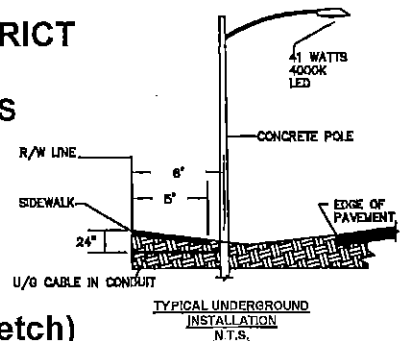 RICT
S
41 WATTS
4000K
LED
CONCRETE POLE
R/W LINE
6'
5'
SIDEWALK
EDGE OF
PAVEMENT
24"
U/G CABLE IN CONDUIT
TYPICAL UNDERGROUND
INSTALLATION
N.T.S.
etch)